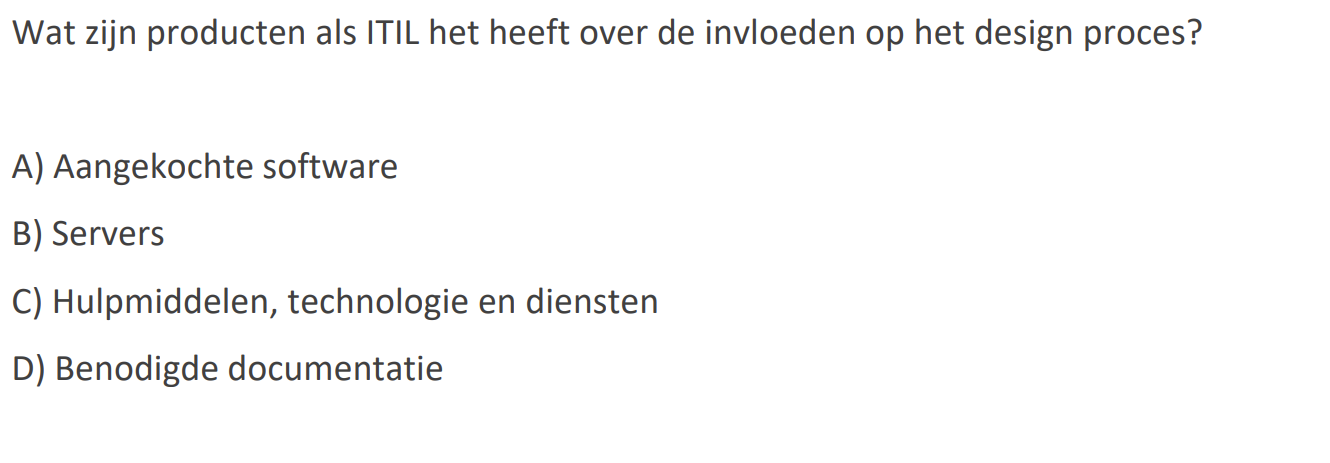 Wat zijn producten als ITIL het heeft over de invloeden op het design proces?
A) Aangekochte software
B) Servers
C) Hulpmiddelen, technologie en diensten
D) Benodigde documentatie